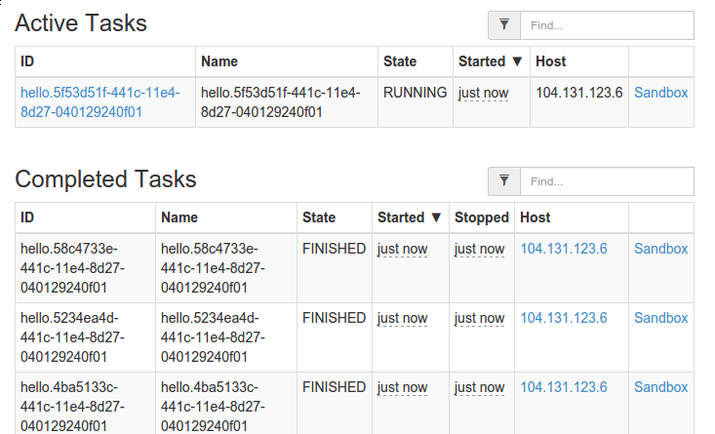 Active Tasks
Find...
ID Name State Started ▼ Host
hello.5f53d51f-441c-11e4- hello.5f53d51f-441c-11e4- RUNNING just now 104.131.123.6 Sandbox
8d27-040129240f01 8d27-040129240f01
Completed Tasks
Find...
ID Name State Started ▼ Stopped Host
hello.58c4733e- hello.58c4733e- FINISHED just now just now 104.131.123.6 Sandbox
441c-11e4-8d27- 441c-11e4-8d27-
040129240f01 040129240f01
hello.5234ea4d- hello.5234ea4d- FINISHED just now just now 104.131.123.6 Sandbox
441c-11e4-8d27- 441c-11e4-8d27-
040129240f01 040129240f01
hello.4ba5133c- hello.4ba5133c- FINISHED just now just now 104.131.123.6 Sandbox
441c-11e4-8d27- 441c-11e4-8d27-
040129240f01 040129240f01